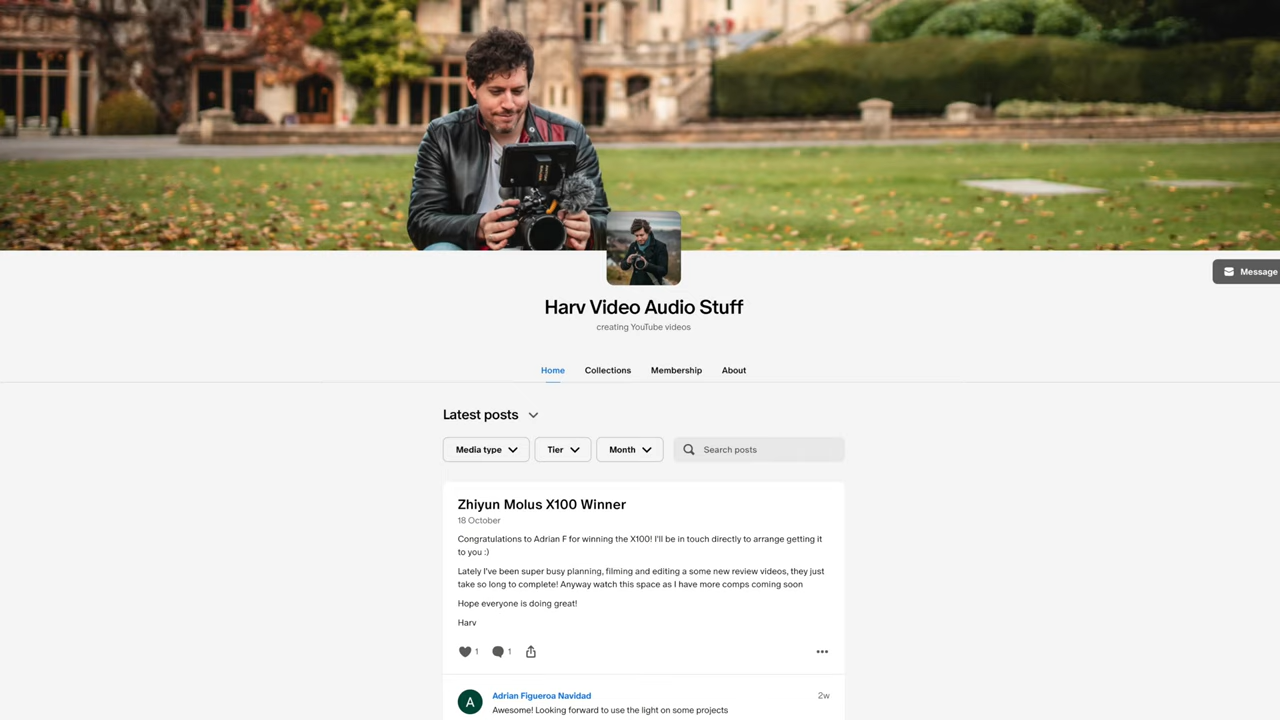 Message
Harv Video Audio Stuff
creating YouTube videos
Home Collections Membership About
Latest posts
Media type Tier Month Search posts
Zhiyun Molus X100 Winner
18 October
Congratulations to Adrian F for winning the X100! I'll be in touch directly to arrange getting it
to you :)
Lately I've been super busy planning, filming and editing a some new review videos, they just
take so long to complete! Anyway watch this space as I have more comps coming soon
Hope everyone is doing great!
Harv
1 1
A Adrian Figueroa Navidad 2w
Awesome! Looking forward to use the light on some projects